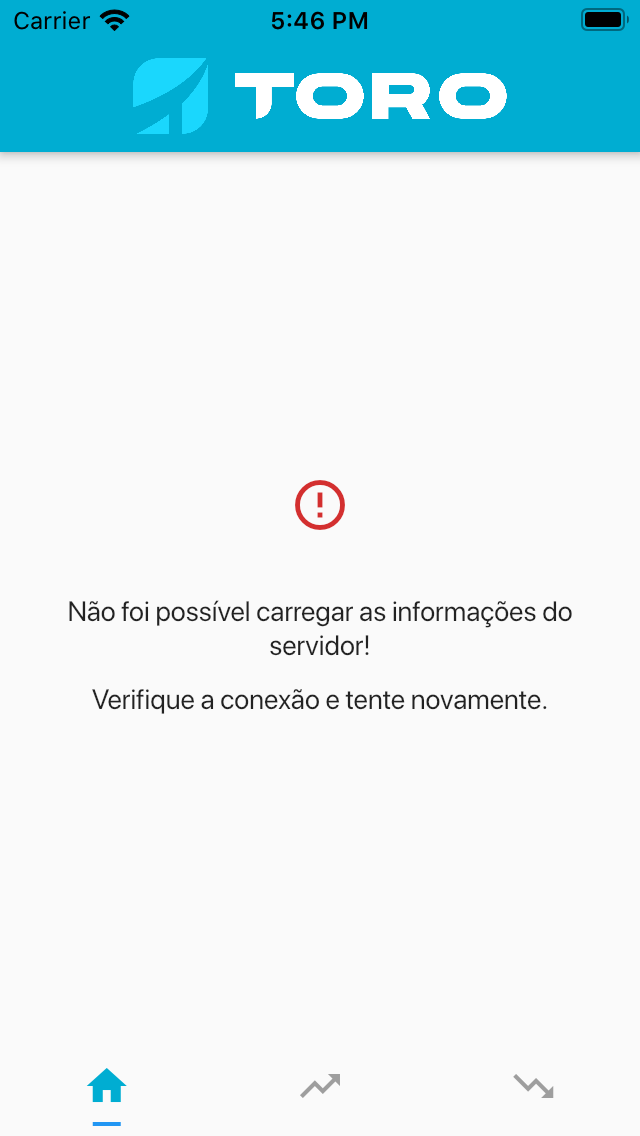 Carrier 5:46 PM
TORO
Não foi possível carregar as informações do
servidor!
Verifique a conexão e tente novamente.